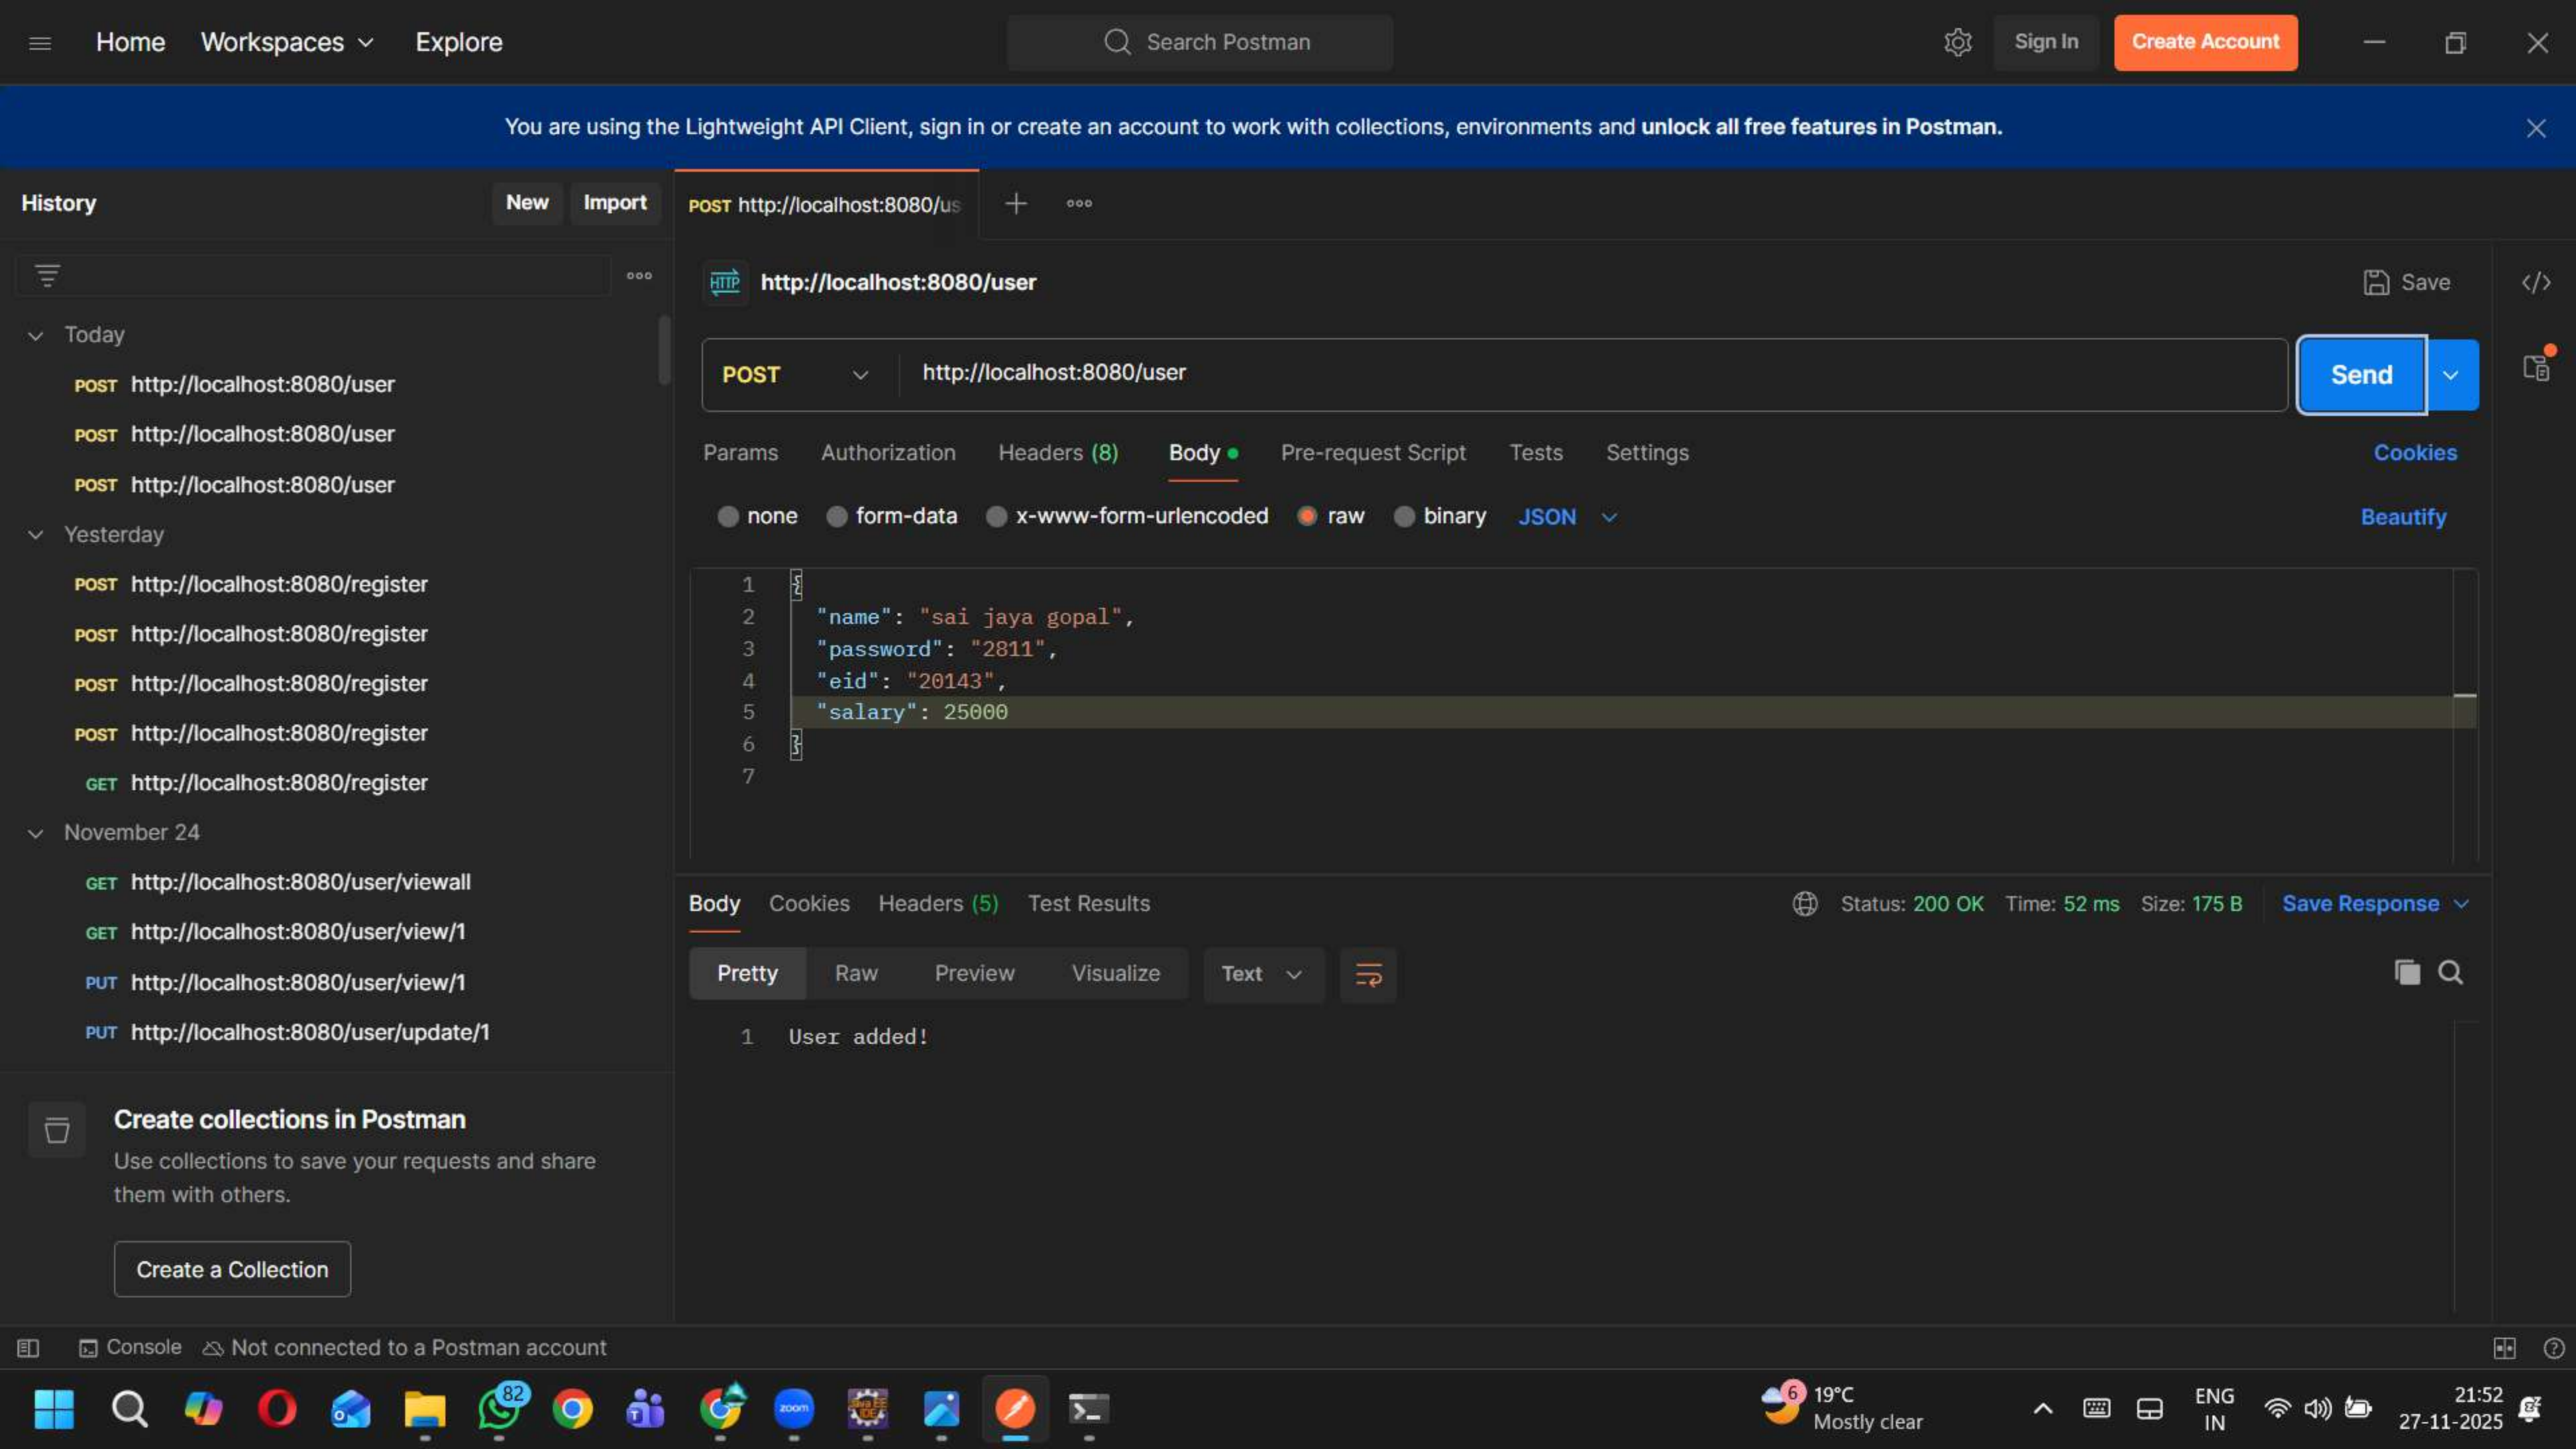 Home Workspaces Explore
Search Postman
Sign In Create Account
You are using the Lightweight API Client, sign in or create an account to work with collections, environments and unlock all free features in Postman.
History New Import
Today
POST http://localhost:8080/user
POST http://localhost:8080/user
POST http://localhost:8080/user
Yesterday
POST http://localhost:8080/register
POST http://localhost:8080/register
POST http://localhost:8080/register
POST http://localhost:8080/register
GET http://localhost:8080/register
November 24
GET http://localhost:8080/user/viewall
GET http://localhost:8080/user/view/1
PUT http://localhost:8080/user/view/1
PUT http://localhost:8080/user/update/1
Create collections in Postman
Use collections to save your requests and share
them with others.
Create a Collection
POST http://localhost:8080/us
HTTP http://localhost:8080/user
Save
POST http://localhost:8080/user
Send
Params Authorization Headers (8) Body Pre-request Script Tests Settings Cookies
none form-data x-www-form-urlencoded raw binary JSON Beautify
1 {
2 "name": "sai jaya gopal",
3 "password": "2811",
4 "eid": "20143",
5 "salary": 25000
6 }
7
Body Cookies Headers (5) Test Results Status: 200 OK Time: 52 ms Size: 175 B Save Response
Pretty Raw Preview Visualize Text
1 User added!
Console Not connected to a Postman account
82
zoom
Java EE
IDE
6
19°C
Mostly clear
ENG
IN
21:52
27-11-2025